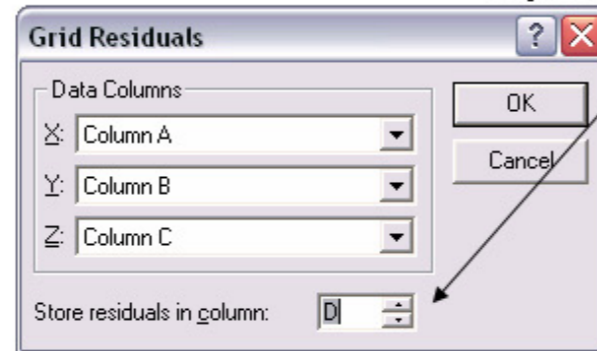 Grid Residuals
Data Columns
X: Column A
Y: Column B
Z: Column C
OK
Cancel
Store residuals in column: D